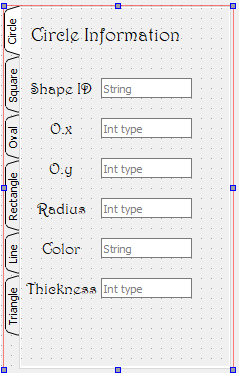 Circle
Square
Oval
Rectangle
Line
Triangle
Circle Information
Shape ID String
O.x Int type
O.y Int type
Radius Int type
Color String
Thickness Int type